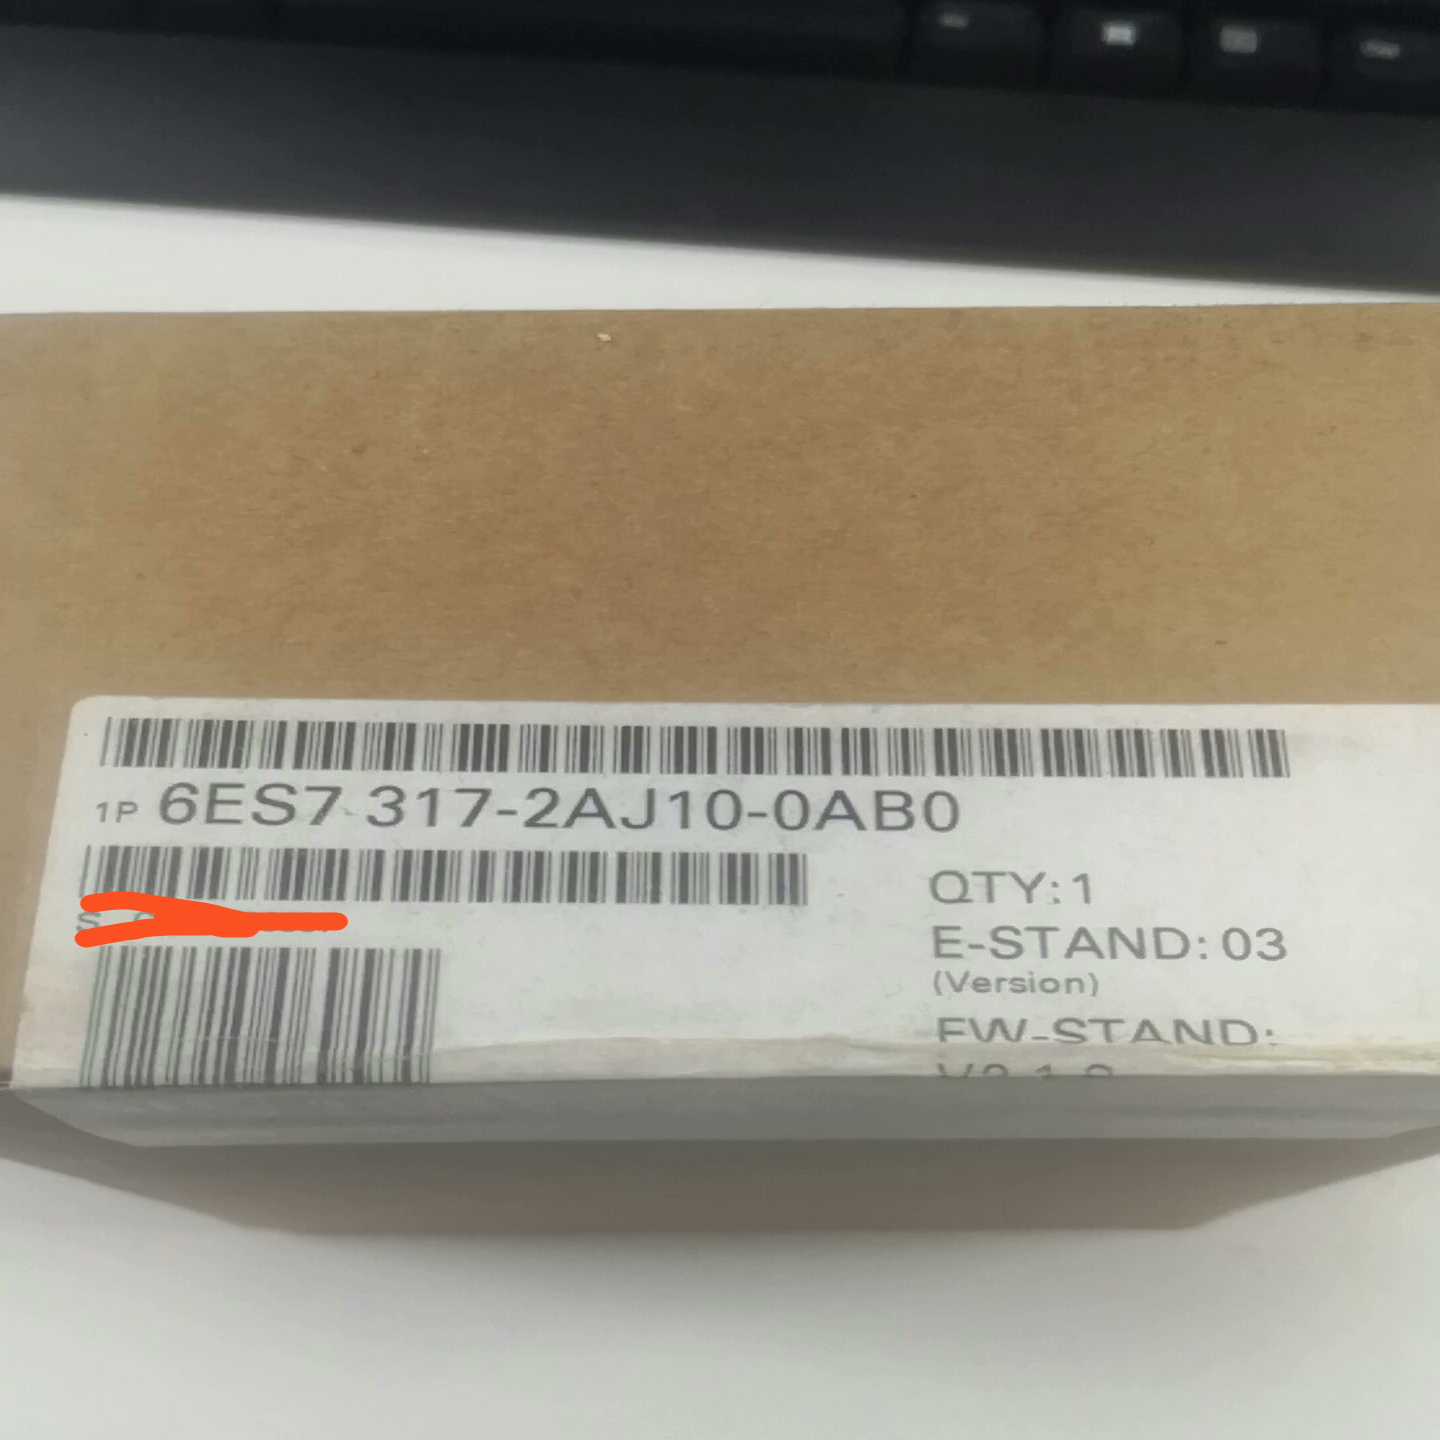 1P 6ES7 317-2AJ10-0AB0
S
QTY:1
E-STAND: 03
(Version)
FW-STAND: